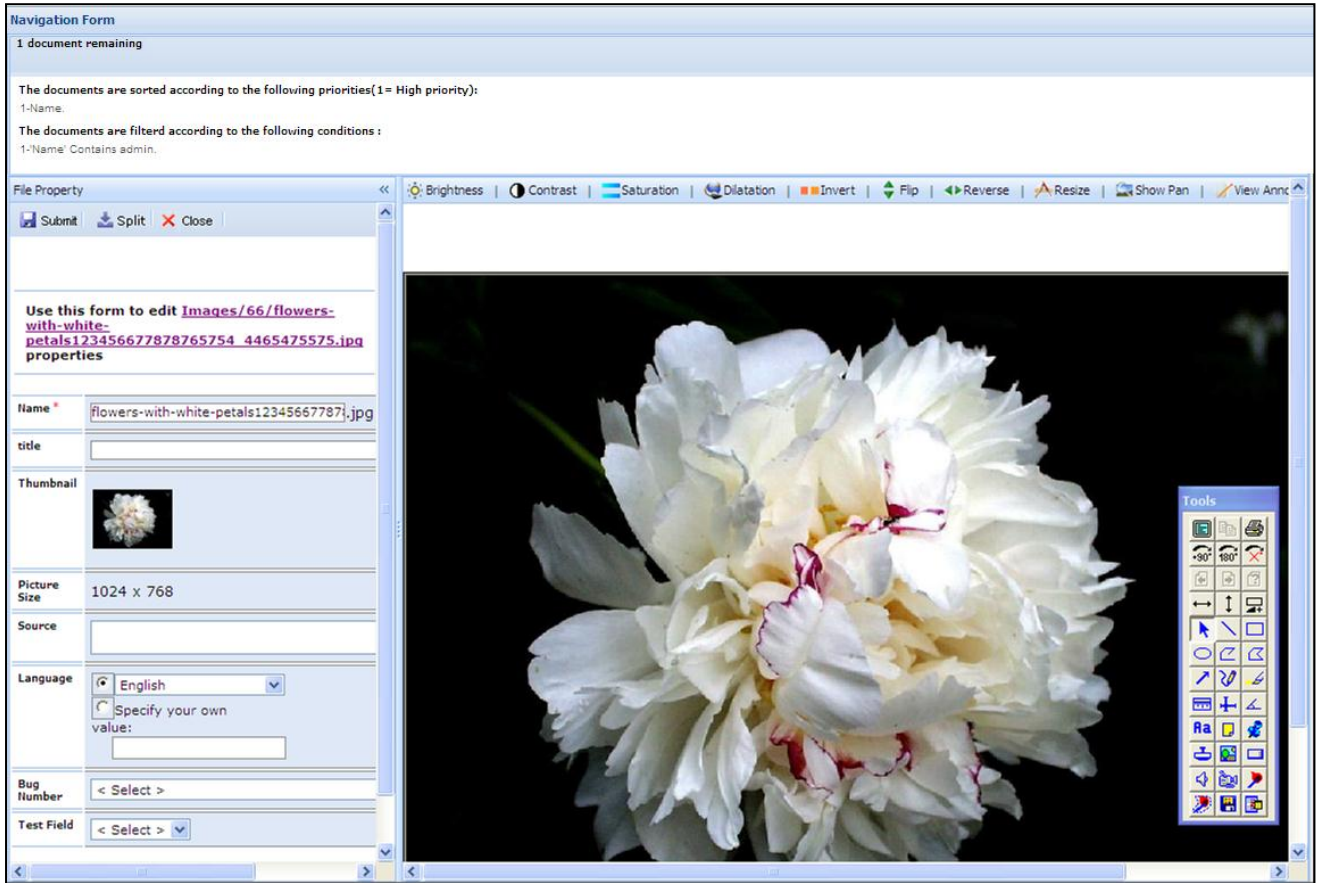 Navigation Form
1 document remaining
The documents are sorted according to the following priorities(1= High priority):
1-Name.
The documents are filterd according to the following conditions :
1-'Name' Contains admin.
File Property
Submit
Split
Close
Use this form to edit Images/66/flowers-
with-white-
petals123456677878765754_4465475575.jpg
properties
Name *
flowers-with-white-petals12345667787
.jpg
title
Thumbnail
Picture
Size
1024 x 768
Source
Language
English
Specify your own
value:
Bug
Number
< Select >
Test Field
< Select >
Brightness | Contrast | Saturation | Dilatation | Invert | Flip | Reverse | Resize | Show Pan | View Anno
Tools
+90° 180°
Aa